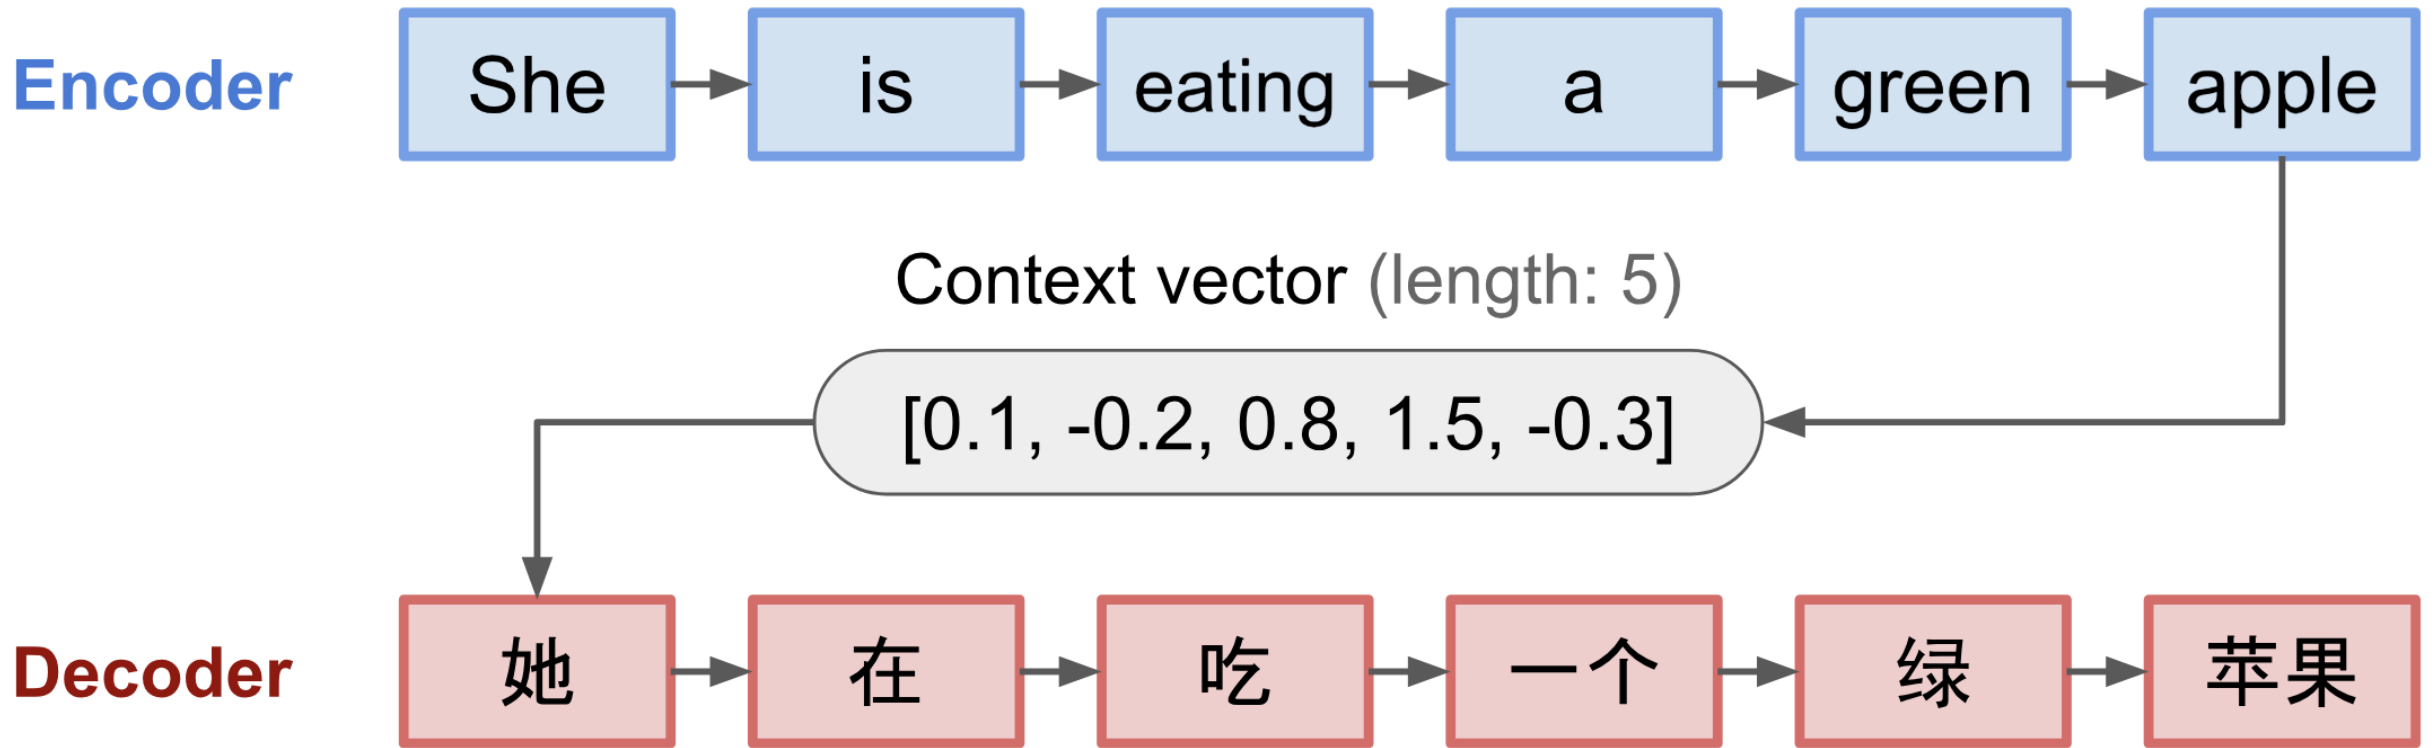 Encoder She is eating a green apple
Context vector (length: 5)
[0.1, -0.2, 0.8, 1.5, -0.3]
Decoder 她 在 吃 一个 绿 苹果